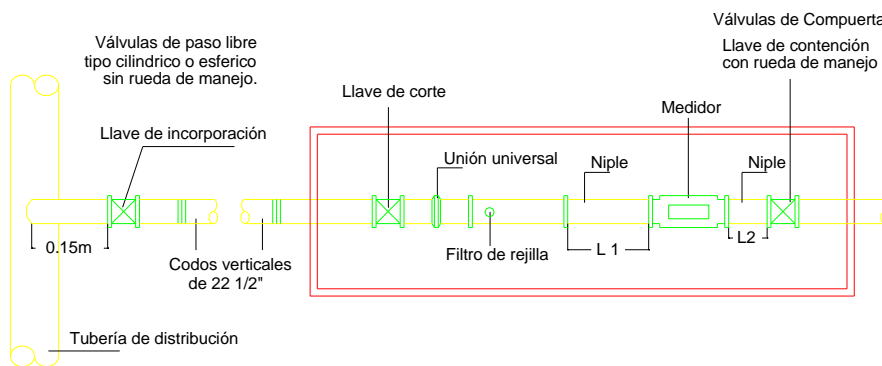 Válvulas de Compuerta
Válvulas de paso libre
tipo cilindrico o esferico
sin rueda de manejo.
Llave de contención
con rueda de manejo
Llave de corte
Medidor
Llave de incorporación
Unión universal
Niple
Niple
0.15m
Codos verticales
de 22 1/2"
Filtro de rejilla
L 1
L2
Tubería de distribución